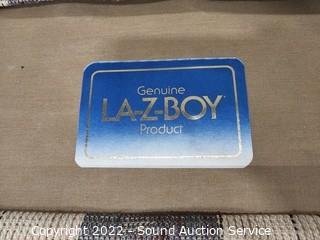 Genuine
LA-Z-BOY
Product
Copyright 2022 - Sound Auction Service